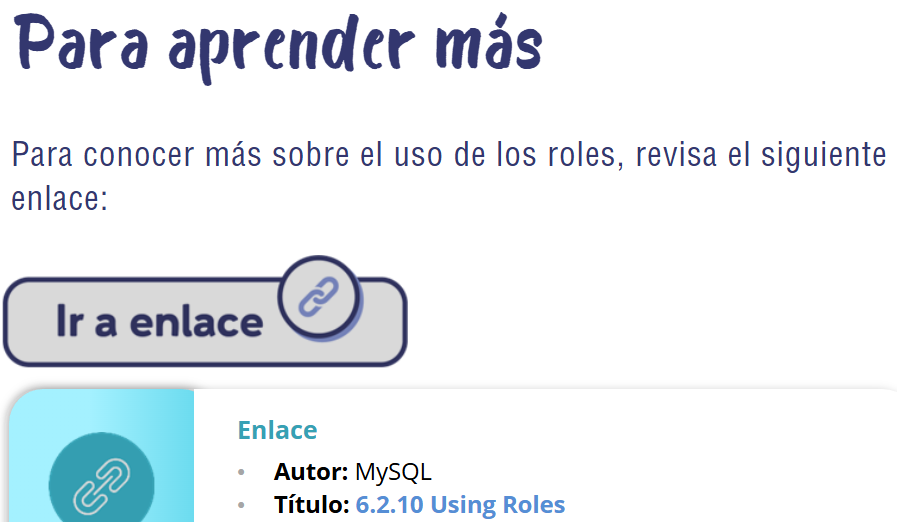 Para aprender más
Para conocer más sobre el uso de los roles, revisa el siguiente
enlace:
Ir a enlace
Enlace
• Autor: MySQL
• Título: 6.2.10 Using Roles